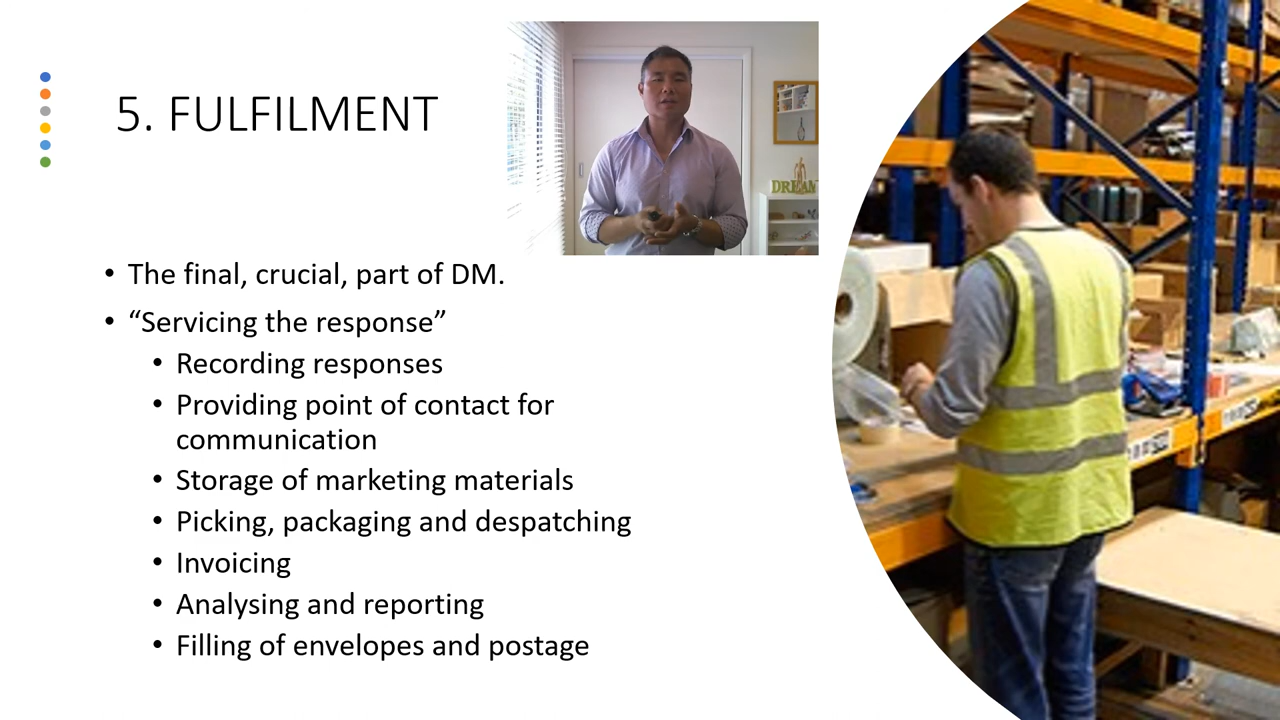 5. FULFILMENT
DREAM
• The final, crucial, part of DM.
• “Servicing the response”
• Recording responses
• Providing point of contact for
communication
• Storage of marketing materials
• Picking, packaging and despatching
• Invoicing
• Analysing and reporting
• Filling of envelopes and postage